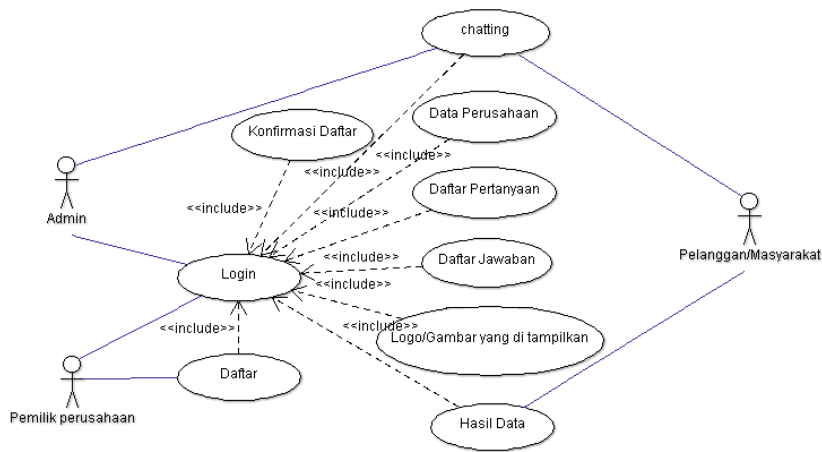 chatting
Data Perusahaan
Konfirmasi Daftar
<<include>>
<<include>>
Daftar Pertanyaan
<<include>>
<<include>>
Admin
Pelanggan/Masyarakat
Daftar Jawaban
<<include>>
Login
<<include>>
<<include>>
<<include>>
Logo/Gambar yang di tampilkan
Daftar
Pemilik perusahaan
Hasil Data